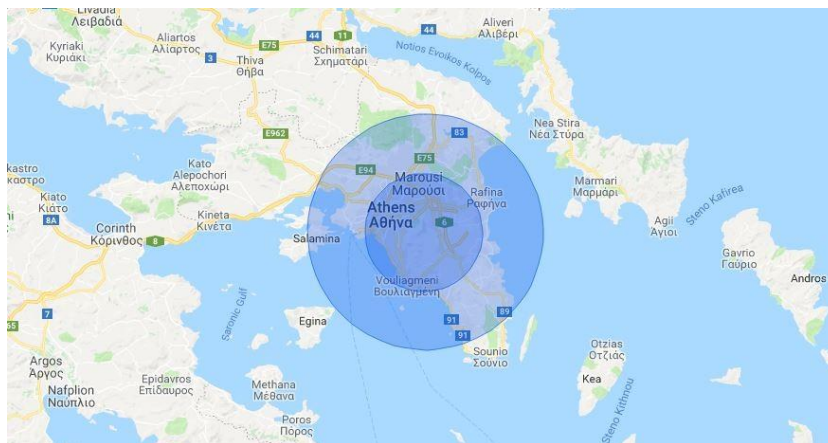 Livadia
Λειβαδιά
Kyriaki
Κυριάκι
Aliartos
Αλίαρτος
3
E75
44
Thiva
Θήβα
11
Schimatari
Σχηματάρι
44
Notios Evoikos Kolpos
Aliveri
Αλιβέρι
E962
83
Nea Stira
Νέα Στύρα
kastro
καστρο
Kato
Alepochori
Αλεποχώρι
E94
E75
Marousi
Μαρούσι
Rafina
Ραφήνα
Marmari
Μαρμάρι
Steno Kafirea
Kiato
Κιάτο
8A
Corinth
Κόρινθος
8
Kineta
Κινέτα
Athens
Αθήνα
6
Salamina
Agii
Άγιοι
Gavrio
Γαύριο
Andros
Vouliagmeni
Βουλιαγμένη
Saronic Gulf
7
65
Egina
91
89
91
Sounio
Σούνιο
Otzias
Οτζιάς
Kea
Steno Kithnou
Argos
Άργος
Nafplion
Ναύπλιο
Epidavros
Επίδαυρος
Methana
Μέθανα
Poros
Πόρος